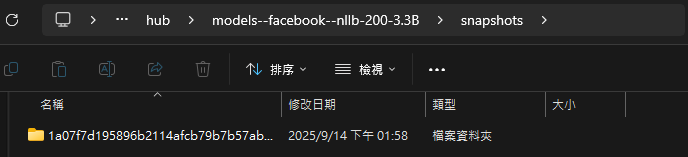 hub > models--facebook--nllb-200-3.3B > snapshots >
排序 檢視
名稱 修改日期 類型 大小
1a07f7d195896b2114afcb79b7b57ab... 2025/9/14 下午 01:58 檔案資料夾